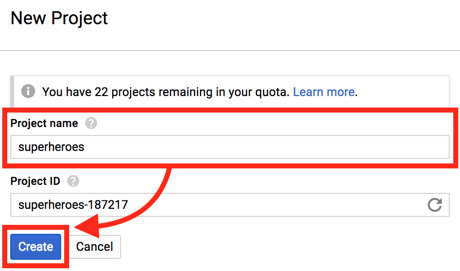 New Project
You have 22 projects remaining in your quota. Learn more.
Project name
superheroes
Project ID
superheroes-187217
Create Cancel